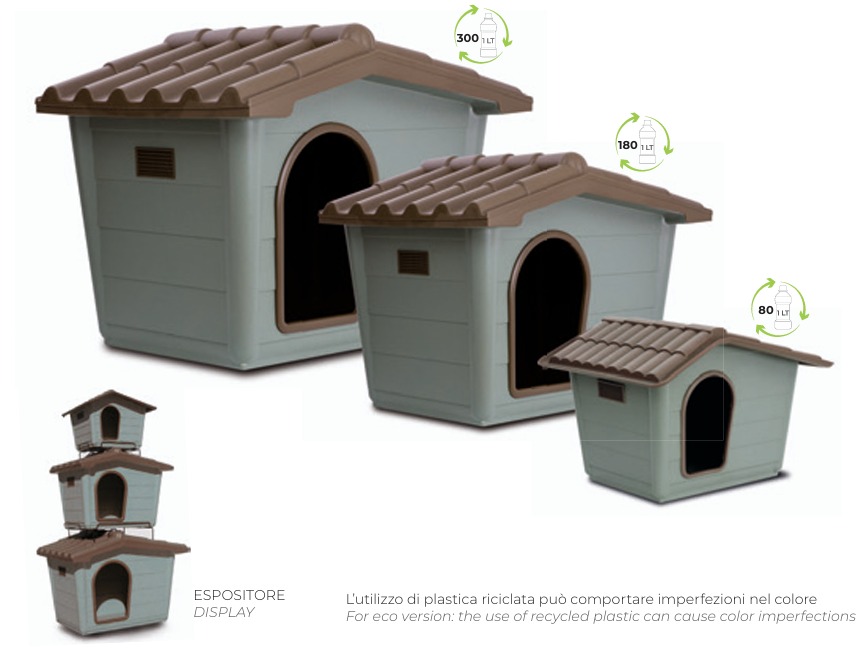 300 1 LT
180 1 LT
80 1 LT
ESPOSITORE
DISPLAY
L'utilizzo di plastica riciclata può comportare imperfezioni nel colore
For eco version: the use of recycled plastic can cause color imperfections